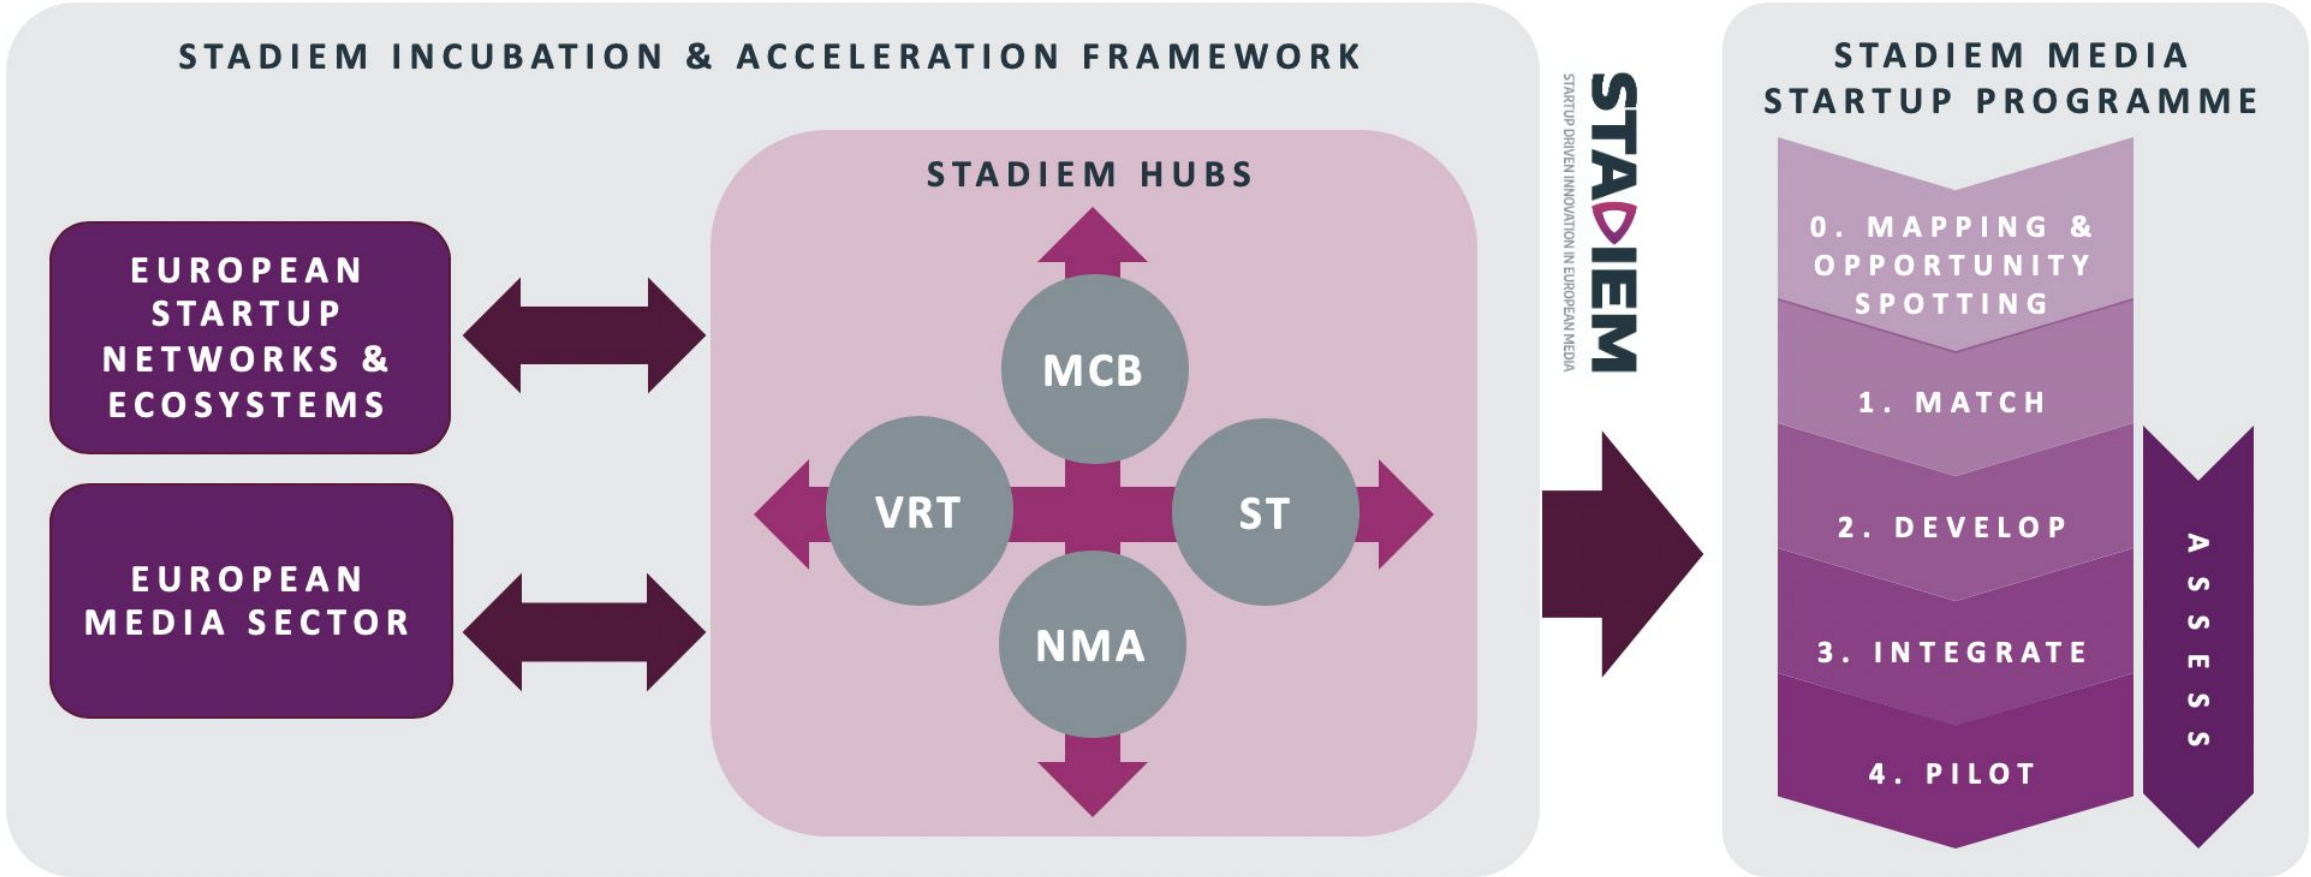 STADIEM INCUBATION & ACCELERATION FRAMEWORK
EUROPEAN
STARTUP
NETWORKS &
ECOSYSTEMS
EUROPEAN
MEDIA SECTOR
STADIEM HUBS
MCB
VRT
ST
NMA
STADIEM
STARTUP DRIVEN INNOVATION IN EUROPEAN MEDIA
STADIEM MEDIA
STARTUP PROGRAMME
0. MAPPING &
OPPORTUNITY
SPOTTING
1. MATCH
2. DEVELOP
3. INTEGRATE
4. PILOT
ASSESS